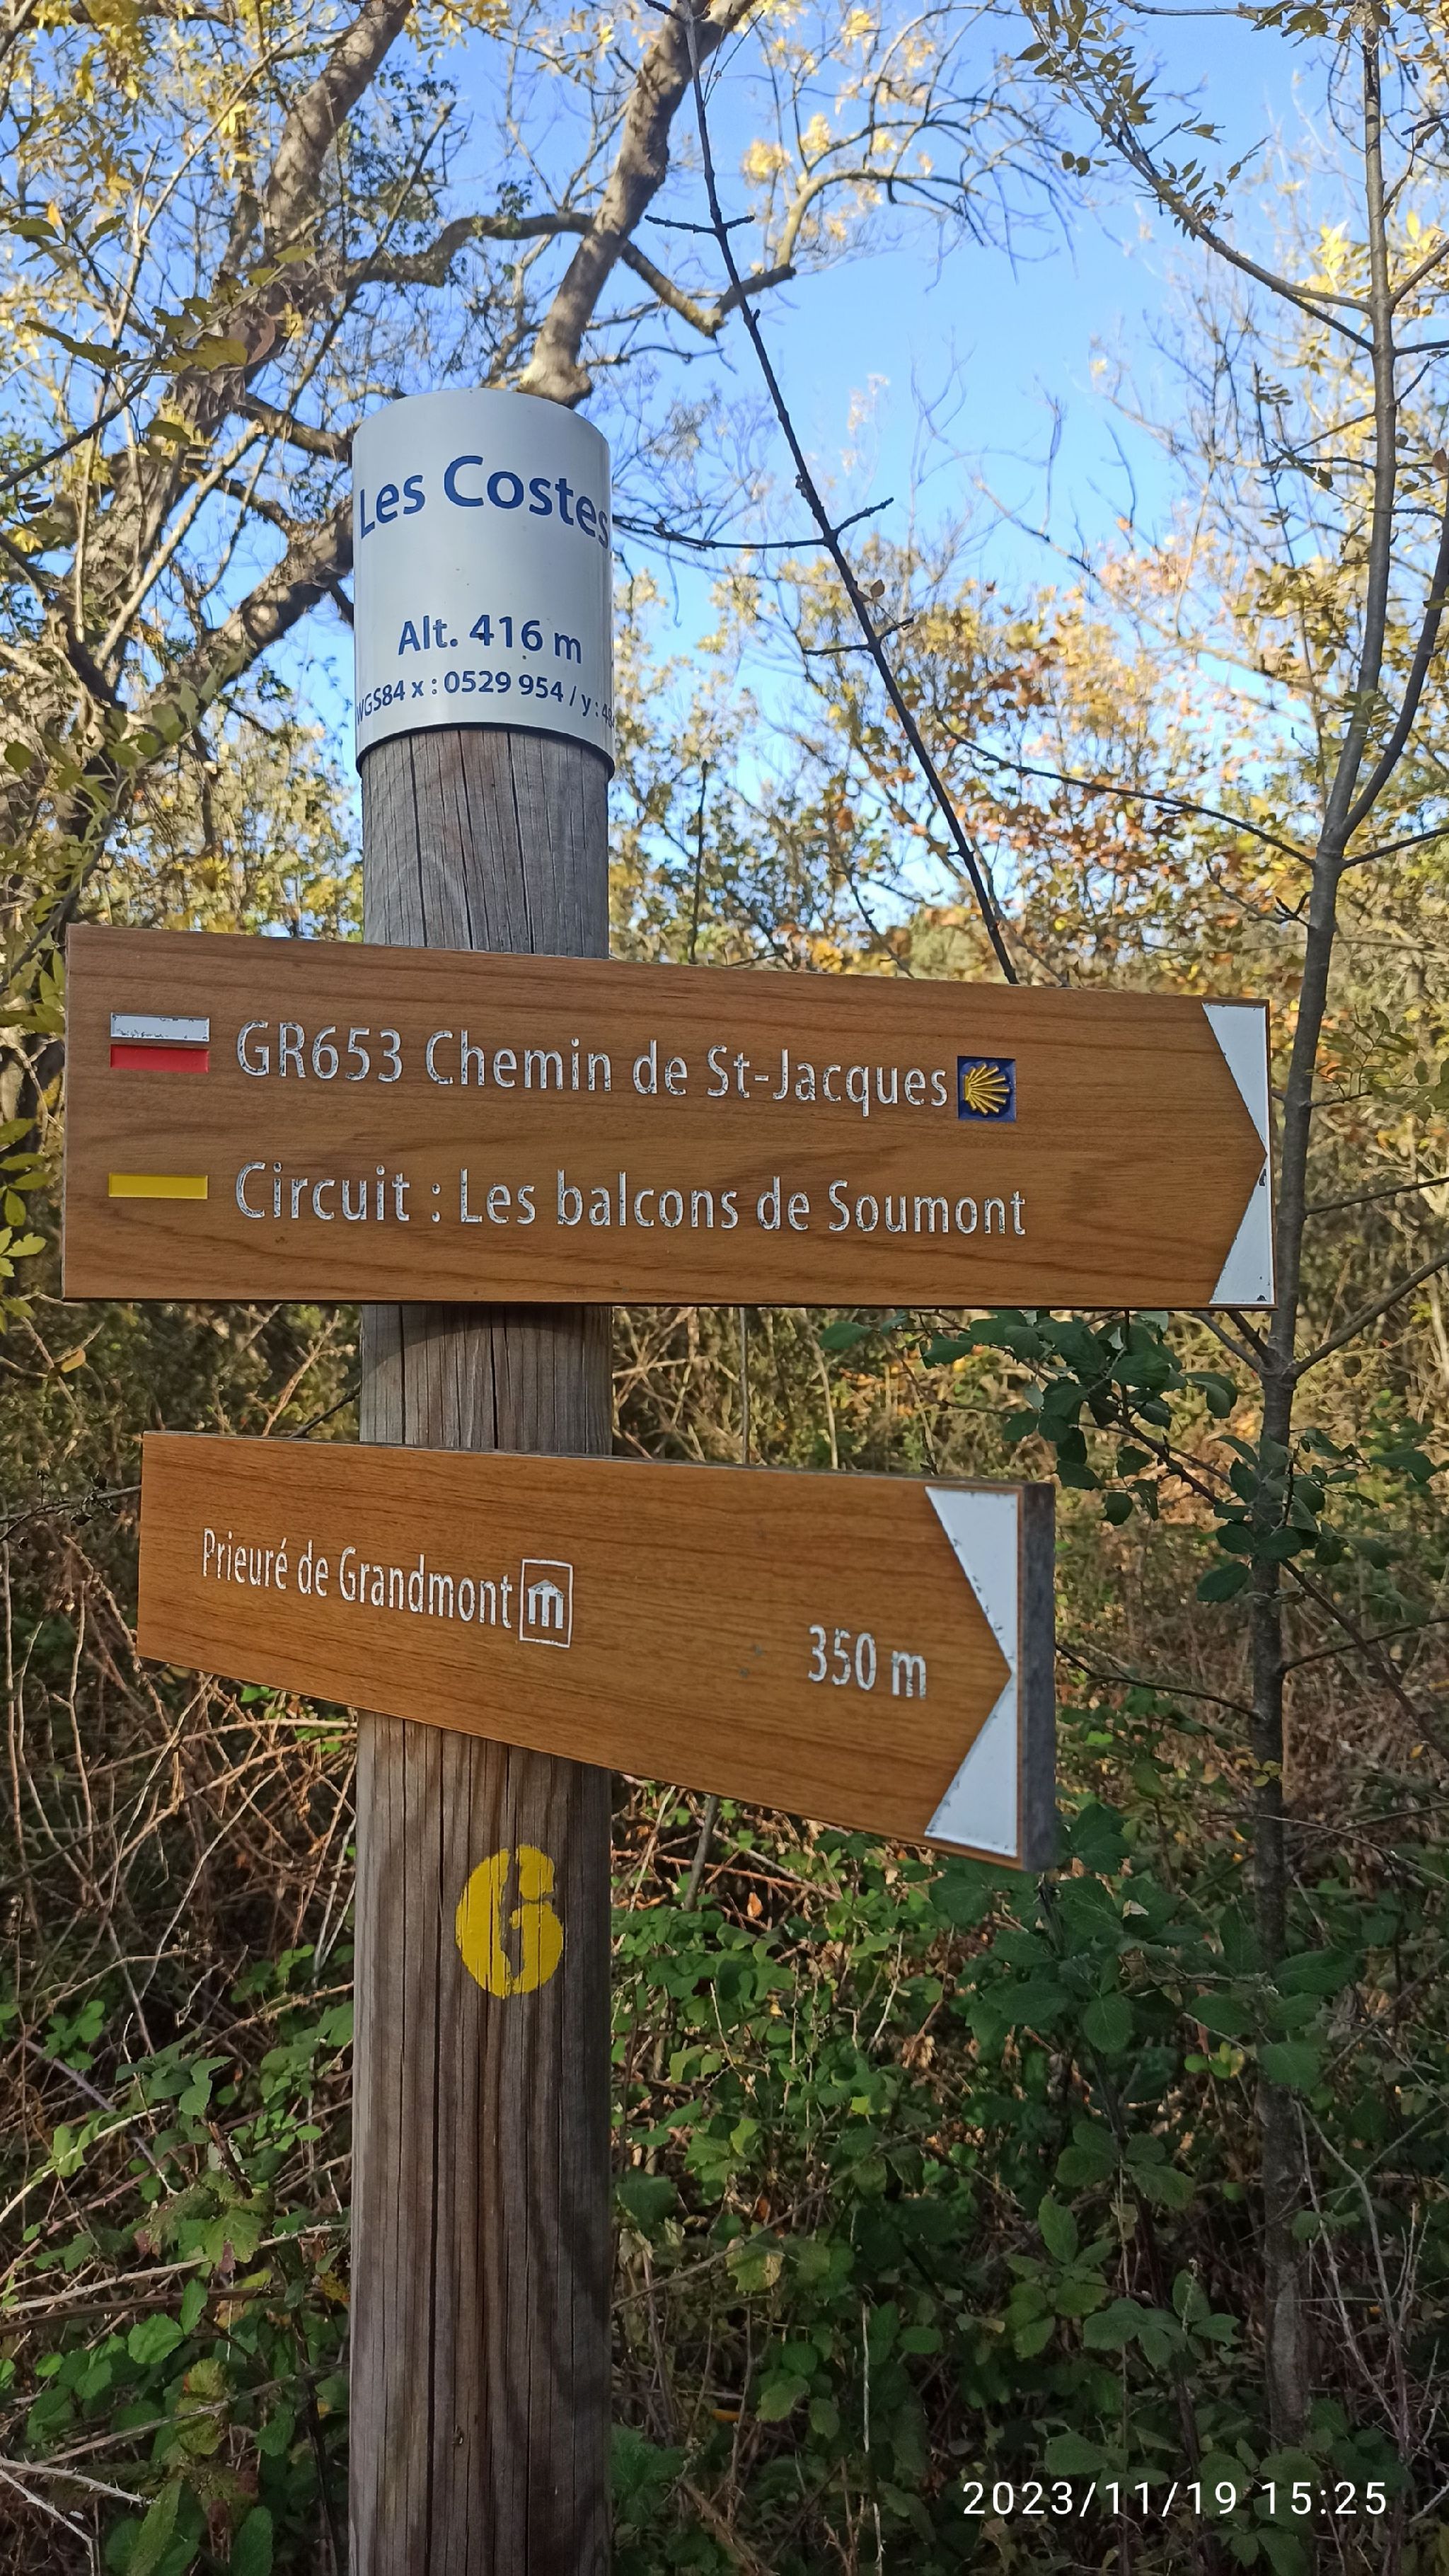 Les Costes
Alt. 416 m
WGS84 x : 0529 954 / y :
GR653 Chemin de St-Jacques
Circuit : Les balcons de Soumont
Prieuré de Grandmont
350 m
6
2023/11/19 15:25